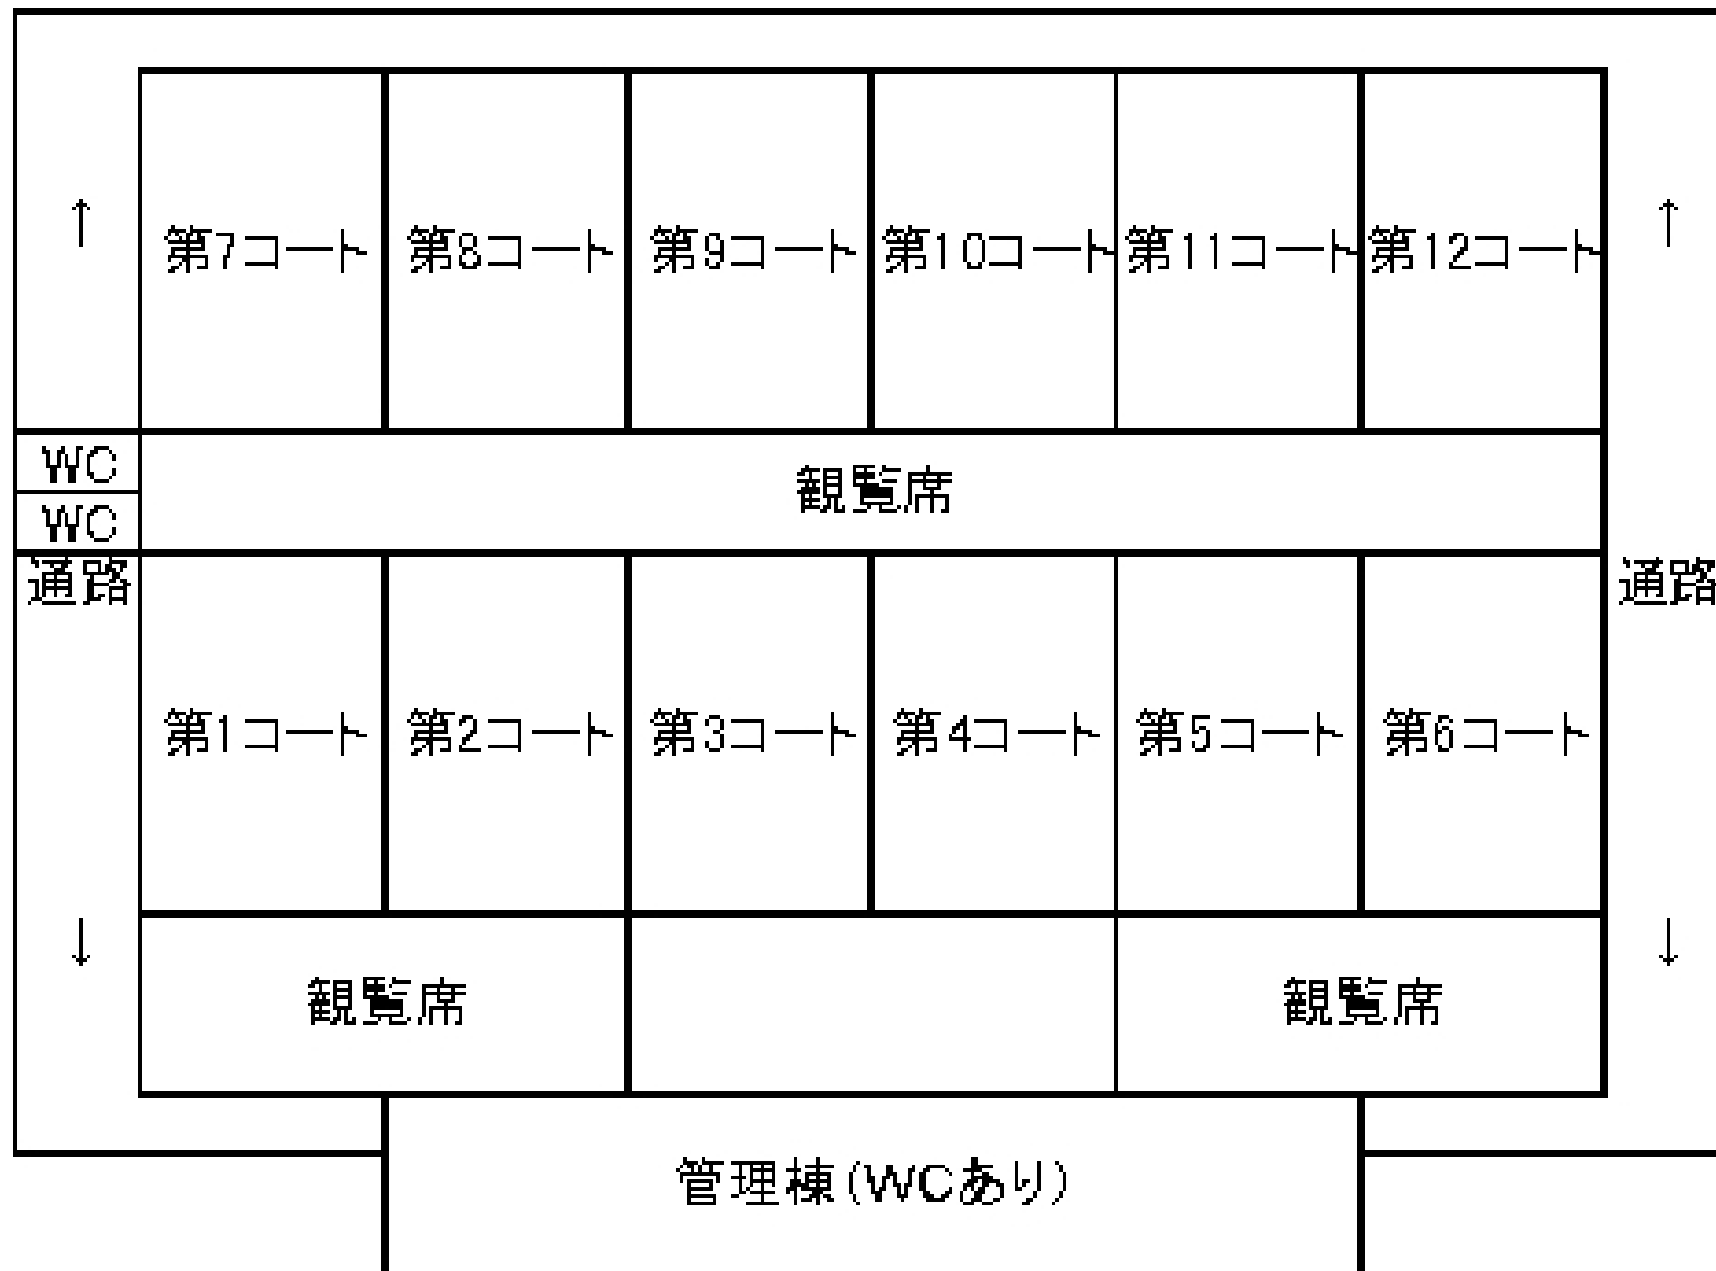 ↑
第7コート
第8コート
第9コート
第10コート
第11コート
第12コート
↑
WC
WC
観覧席
通路
通路
第1コート
第2コート
第3コート
第4コート
第5コート
第6コート
↓
↓
観覧席
観覧席
管理棟(WCあり)